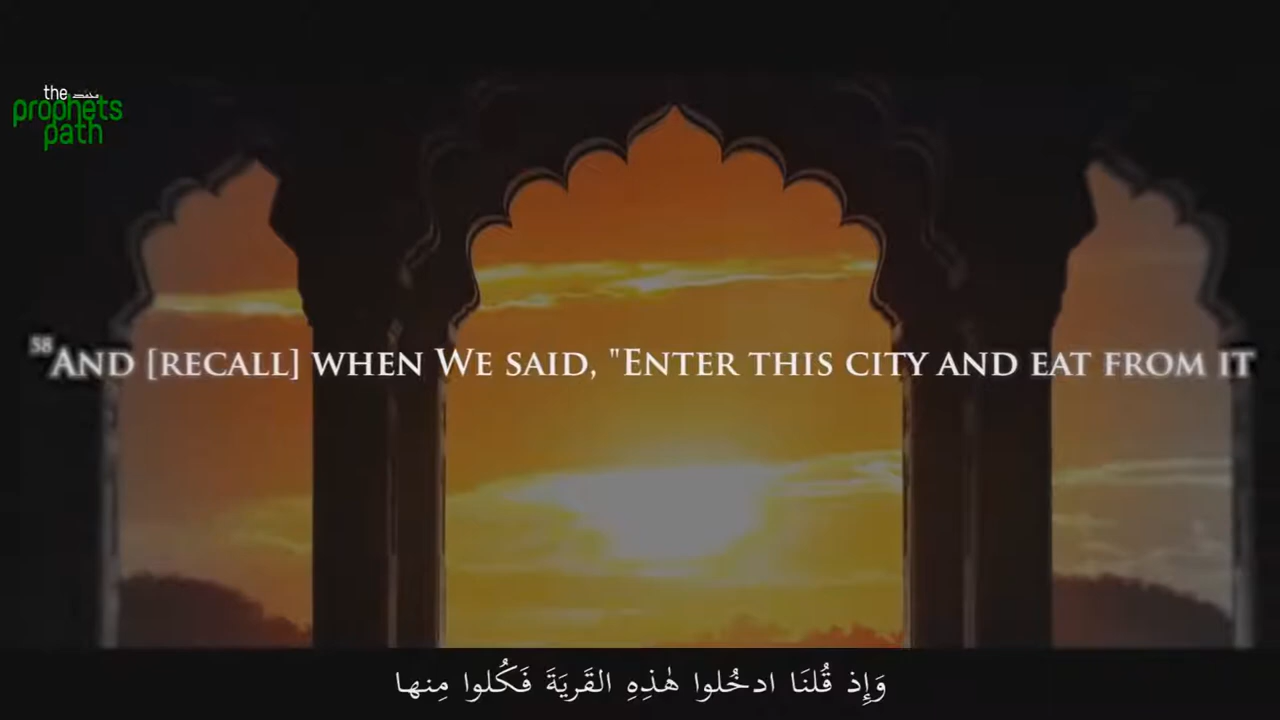 the محمد
prophets
path
58 And [recall] when We said, "Enter this city and eat from it
وَإِذ قُلنَا ادخُلوا هٰذِهِ القَريَةَ فَكُلوا مِنها